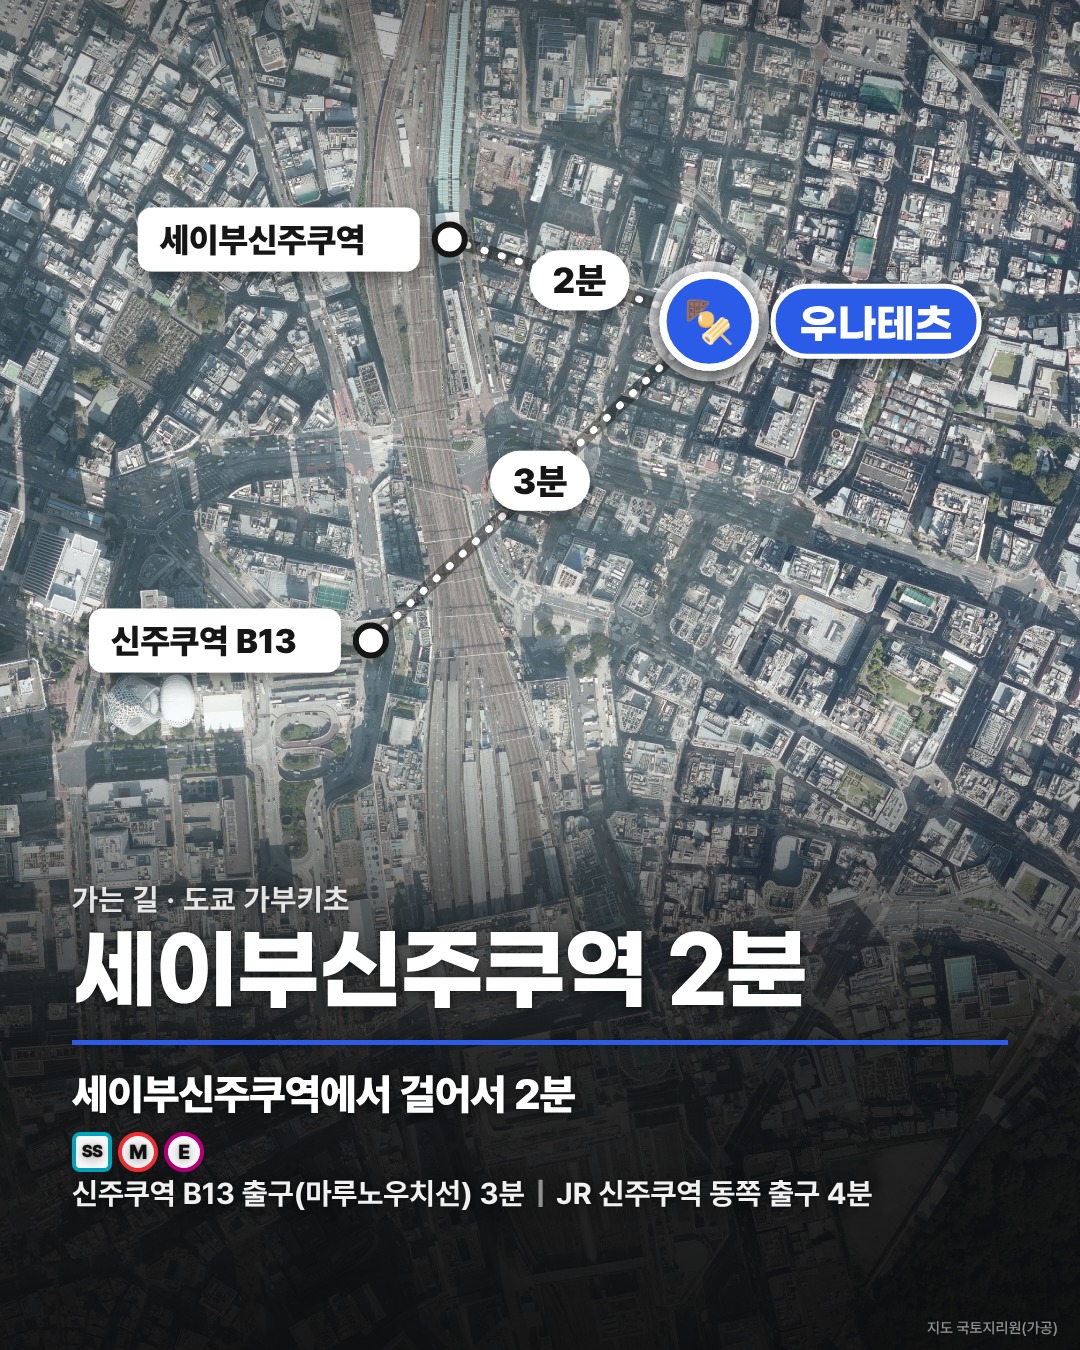 세이부신주쿠역
2분
우나테츠
3분
신주쿠역 B13
가는 길 · 도쿄 가부키초
세이부신주쿠역 2분
세이부신주쿠역에서 걸어서 2분
SS M E
신주쿠역 B13 출구(마루노우치선) 3분 | JR 신주쿠역 동쪽 출구 4분
지도 국토지리원(가공)